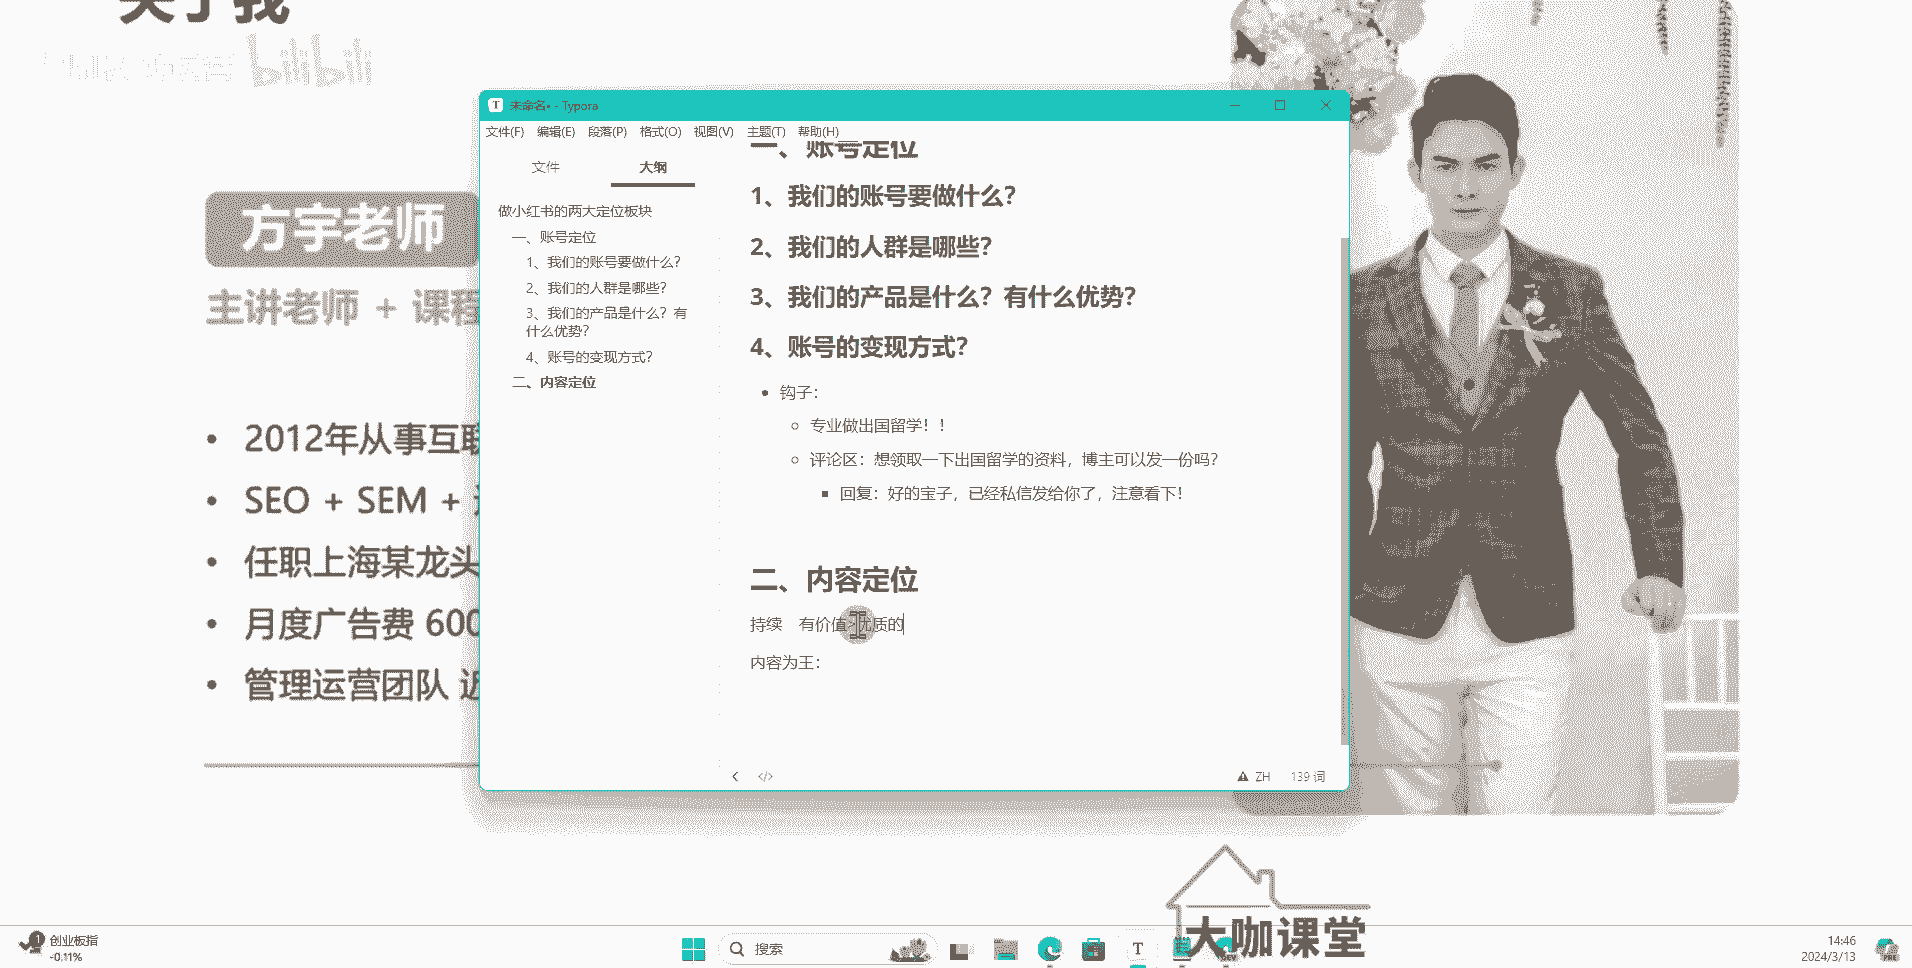 关于我
bilibili
方宇老师
主讲老师 + 课程
2012年从事互联
SEO + SEM +
任职上海某龙头
月度广告费 600
管理运营团队 近
未命名• - Typora
文件(F) 编辑(E) 段落(P) 格式(O) 视图(V) 主题(T) 帮助(H)
文件 大纲
做小红书的两大定位板块
一、账号定位
1、我们的账号要做什么？
2、我们的人群是哪些？
3、我们的产品是什么？有
什么优势？
4、账号的变现方式？
二、内容定位
一、账号定位
1、我们的账号要做什么？
2、我们的人群是哪些？
3、我们的产品是什么？有什么优势？
4、账号的变现方式？
钩子：
专业做出国留学！！
评论区：想领取一下出国留学的资料，博主可以发一份吗？
回复：好的宝子，已经私信发给你了，注意看下！
二、内容定位
持续 有价值>优质的
内容为王：
ZH 139 词
大咖课堂
1 创业板指
-0.11%
搜索
T
DEV
14:46
2024/3/13
PRE